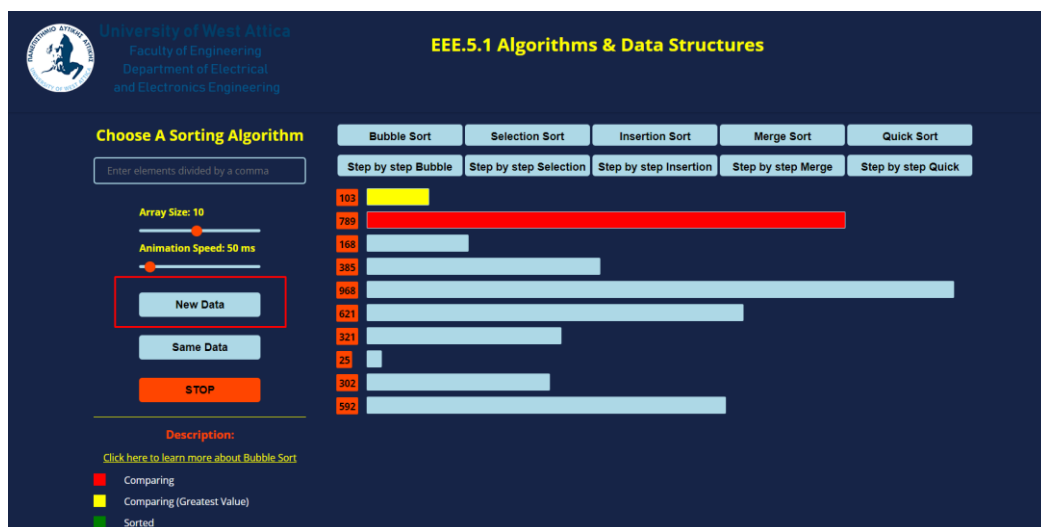 University of West Attica
Faculty of Engineering
Department of Electrical
and Electronics Engineering
EEE.5.1 Algorithms & Data Structures
Choose A Sorting Algorithm
Enter elements divided by a comma
Array Size: 10
Animation Speed: 50 ms
New Data
Same Data
STOP
Description:
Click here to learn more about Bubble Sort
Comparing
Comparing (Greatest Value)
Sorted
Bubble Sort Selection Sort Insertion Sort Merge Sort Quick Sort
Step by step Bubble Step by step Selection Step by step Insertion Step by step Merge Step by step Quick
103
789
168
385
968
621
321
25
302
592